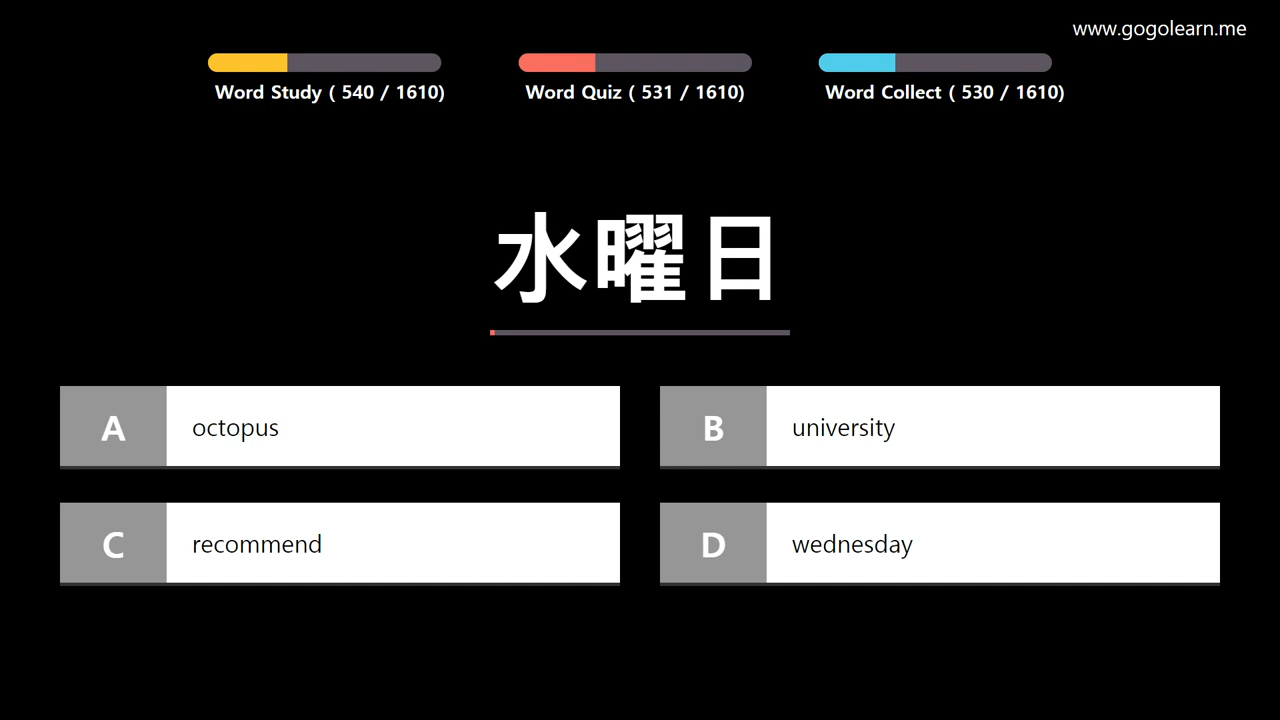 www.gogolearn.me
Word Study ( 540 / 1610)
Word Quiz ( 531 / 1610)
Word Collect ( 530 / 1610)
水曜日
A octopus
B university
C recommend
D wednesday